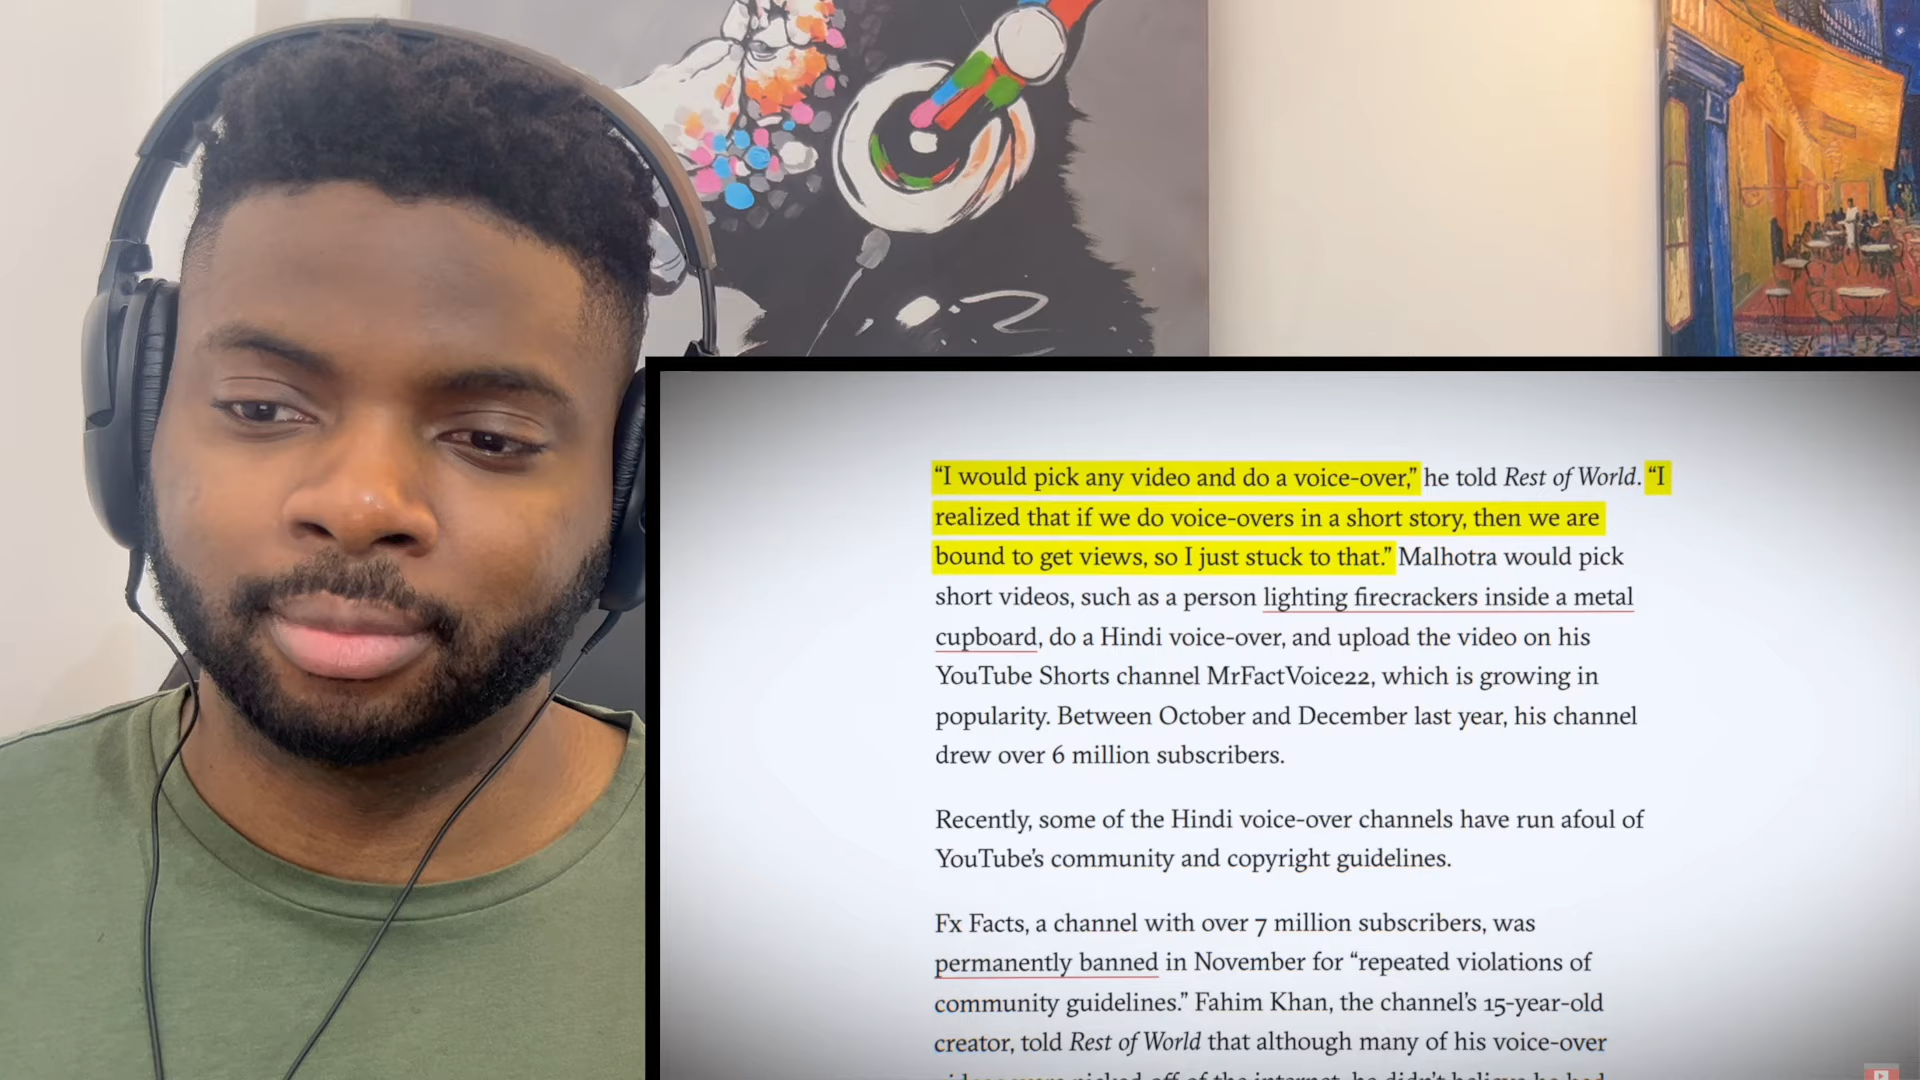 “I would pick any video and do a voice-over,” he told Rest of World. “I
realized that if we do voice-overs in a short story, then we are
bound to get views, so I just stuck to that.” Malhotra would pick
short videos, such as a person lighting firecrackers inside a metal
cupboard, do a Hindi voice-over, and upload the video on his
YouTube Shorts channel MrFactVoice22, which is growing in
popularity. Between October and December last year, his channel
drew over 6 million subscribers.
Recently, some of the Hindi voice-over channels have run afoul of
YouTube’s community and copyright guidelines.
Fx Facts, a channel with over 7 million subscribers, was
permanently banned in November for “repeated violations of
community guidelines.” Fahim Khan, the channel’s 15-year-old
creator, told Rest of World that although many of his voice-over